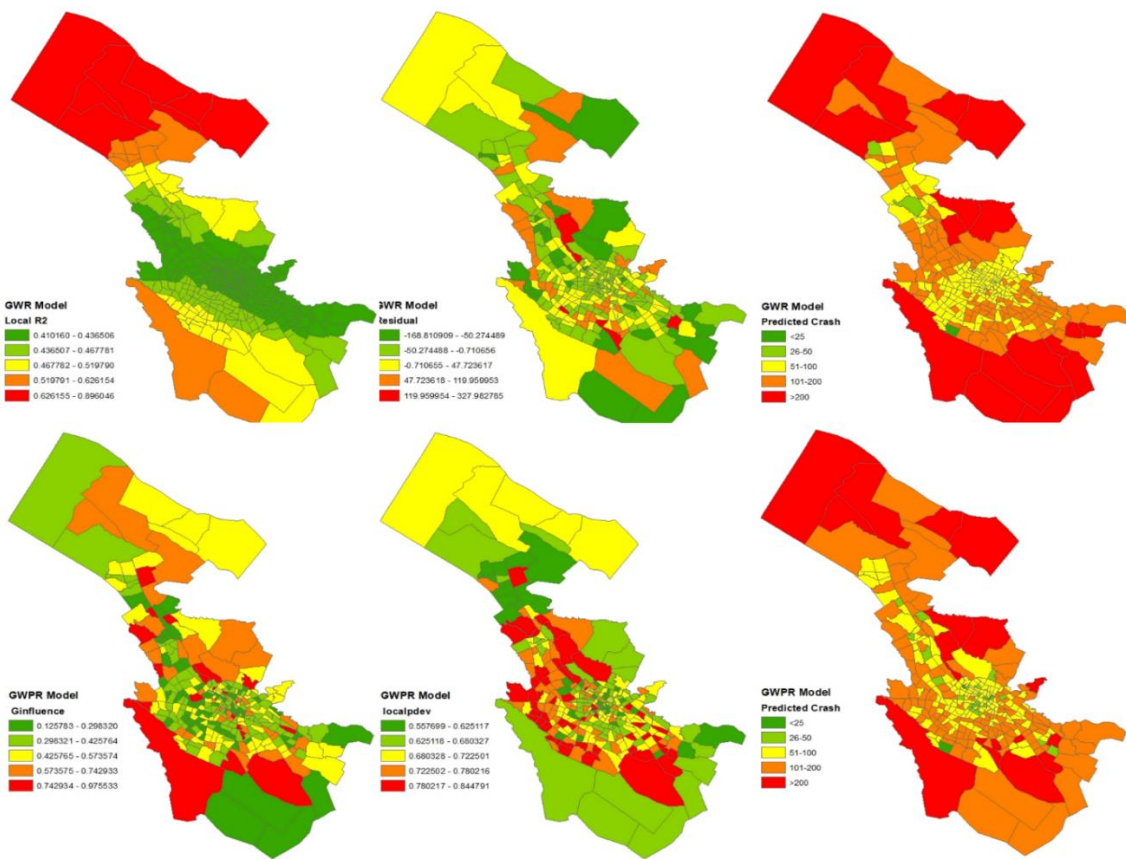 GWR Model
Local R2
0.410160 - 0.436506
0.436507 - 0.467781
0.467782 - 0.519790
0.519791 - 0.626154
0.626155 - 0.896046
GWR Model
Residual
-168.810909 - -50.274489
-50.274488 - -0.710656
-0.710655 - 47.723617
47.723618 - 119.959953
119.959954 - 327.982785
GWR Model
Predicted Crash
<25
26-50
51-100
101-200
>200
GWPR Model
Ginfluence
0.125783 - 0.298320
0.298321 - 0.425764
0.425765 - 0.573574
0.573575 - 0.742933
0.742934 - 0.975533
GWPR Model
localpdev
0.557699 - 0.625117
0.625118 - 0.680327
0.680328 - 0.722501
0.722502 - 0.780216
0.780217 - 0.844791
GWPR Model
Predicted Crash
<25
26-50
51-100
101-200
>200